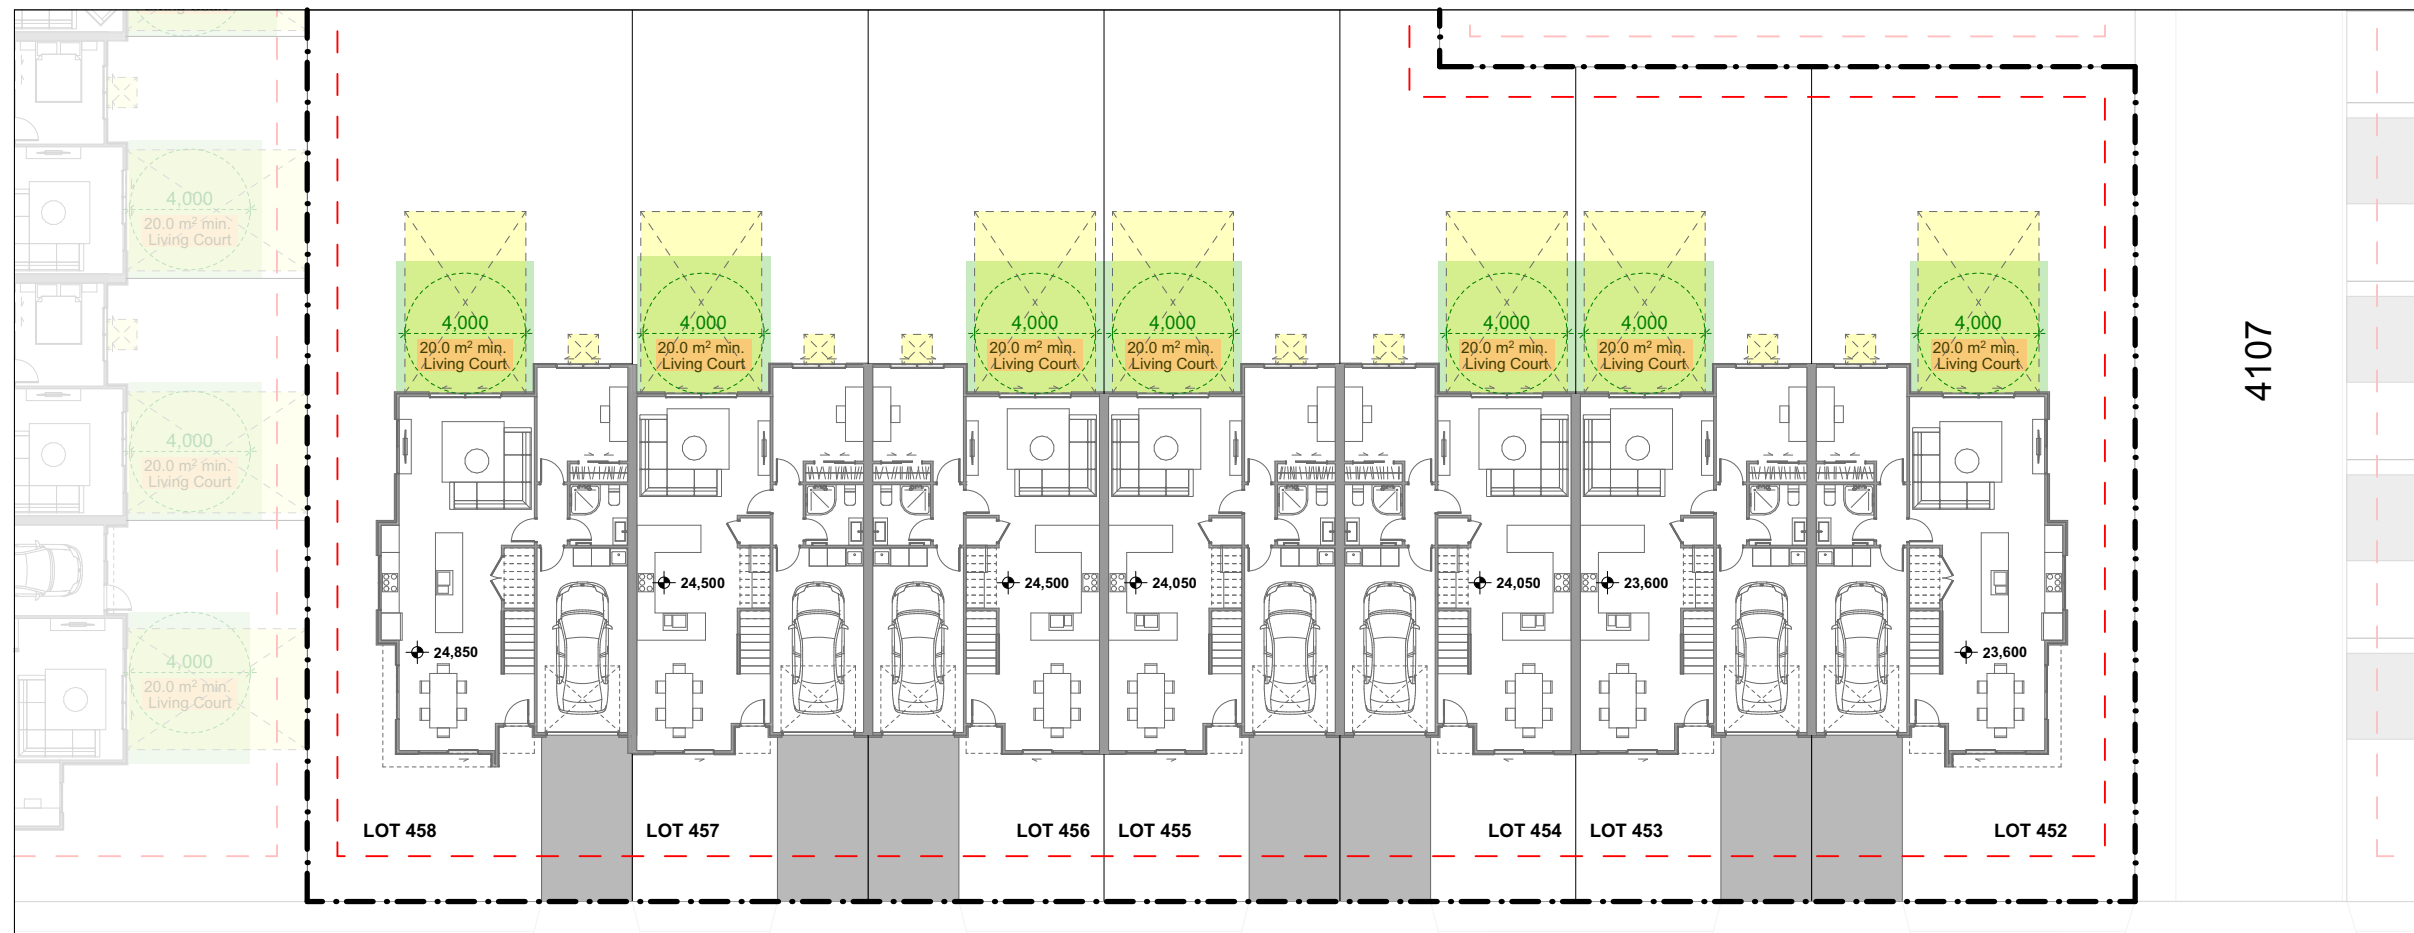 4,000
20.0 m² min.
Living Court
4,000
20.0 m² min.
Living Court
4,000
20.0 m² min.
Living Court
4,000
20.0 m² min.
Living Court
4,000
20.0 m² min.
Living Court
4,000
20.0 m² min.
Living Court
4,000
20.0 m² min.
Living Court
4,000
20.0 m² min.
Living Court
4,000
20.0 m² min.
Living Court
4,000
20.0 m² min.
Living Court
4107
24,500
24,500
24,050
24,050
23,600
24,850
23,600
LOT 458
LOT 457
LOT 456
LOT 455
LOT 454
LOT 453
LOT 452